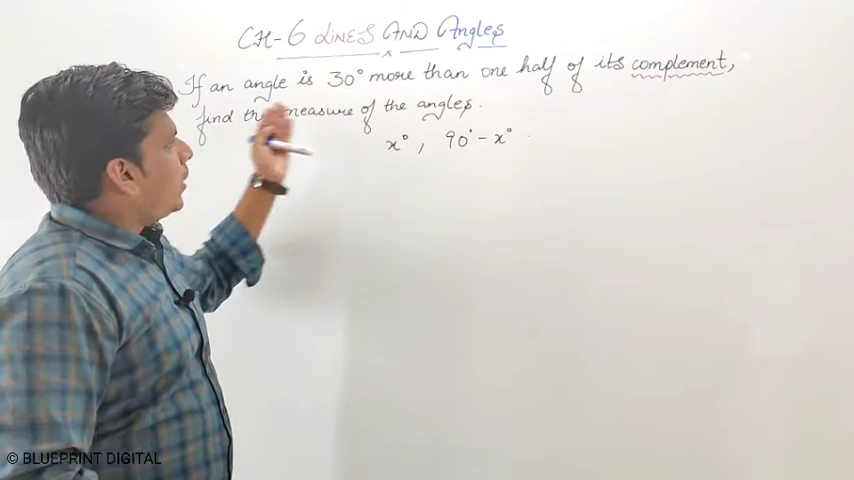 CH-6 LINES AND Angles
If an angle is 30° more than one half of its complement,
find the measure of the angles.
x°, 90°-x°
© BLUEPRINT DIGITAL